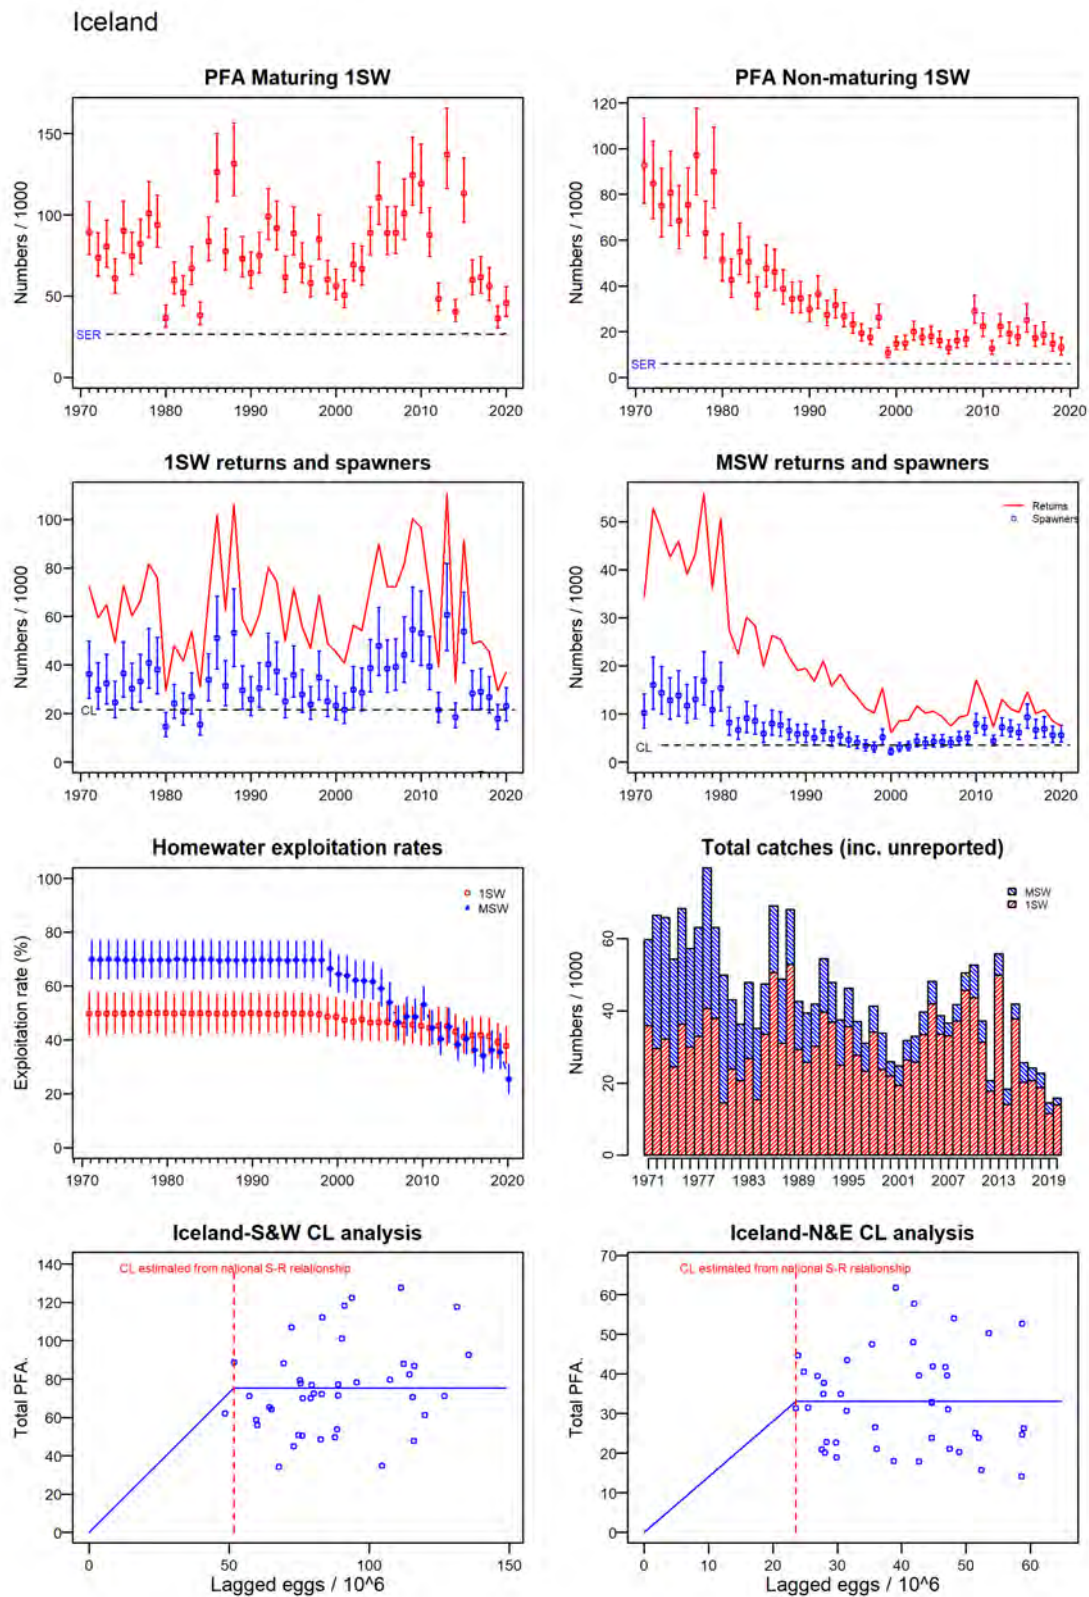 Iceland
PFA Maturing 1SW
Numbers / 1000
150
100
50
0
SER
1970 1980 1990 2000 2010 2020
PFA Non-maturing 1SW
Numbers / 1000
120
100
80
60
40
20
0
SER
1970 1980 1990 2000 2010 2020
1SW returns and spawners
Numbers / 1000
100
80
60
40
20
0
CL
1970 1980 1990 2000 2010 2020
MSW returns and spawners
Numbers / 1000
50
40
30
20
10
0
CL
Returns
Spawners
1970 1980 1990 2000 2010 2020
Homewater exploitation rates
Exploitation rate (%)
100
80
60
40
20
0
1SW
MSW
1970 1980 1990 2000 2010 2020
Total catches (inc. unreported)
Numbers / 1000
60
40
20
0
MSW
1SW
1971 1977 1983 1989 1995 2001 2007 2013 2019
Iceland-S&W CL analysis
Total PFA.
140
120
100
80
60
40
20
0
CL estimated from national S-R relationship
0 50 100 150
Lagged eggs / 10^6
Iceland-N&E CL analysis
Total PFA.
70
60
50
40
30
20
10
0
CL estimated from national S-R relationship
0 10 20 30 40 50 60
Lagged eggs / 10^6